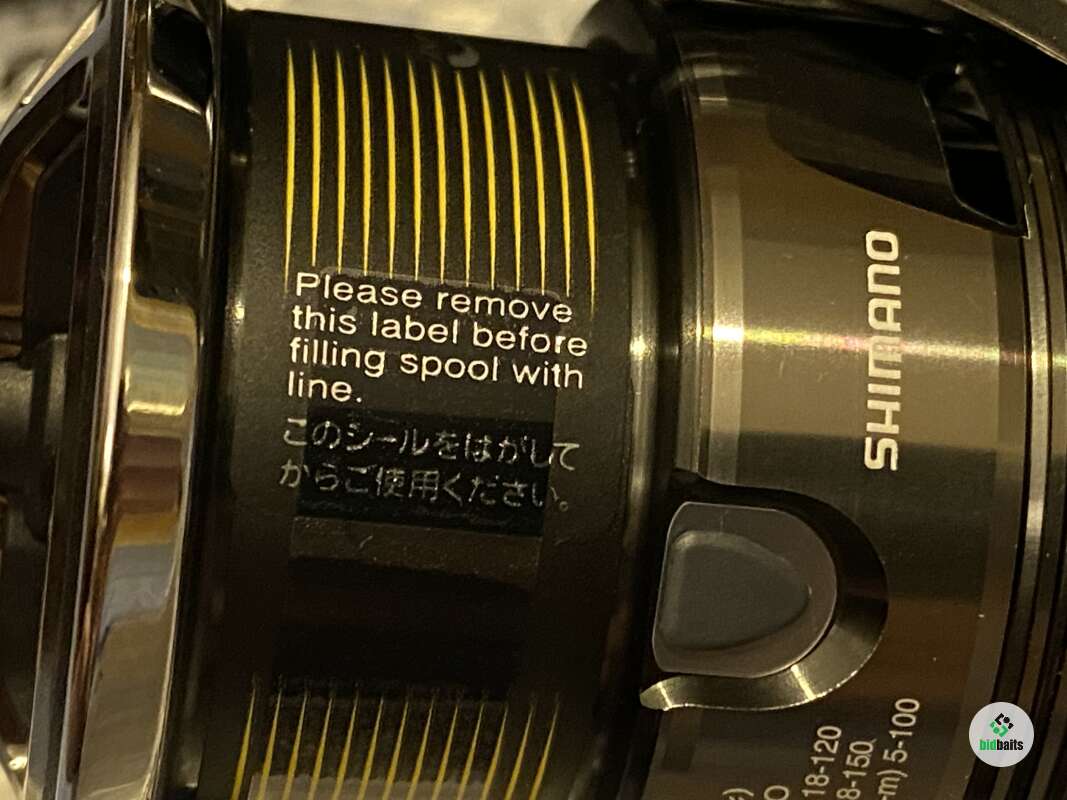 Please remove
this label before
filling spool with
line.
このシールをはがして
からご使用ください。
SHIMANO
18-120
18-150
-m) 5-100
bidbaits